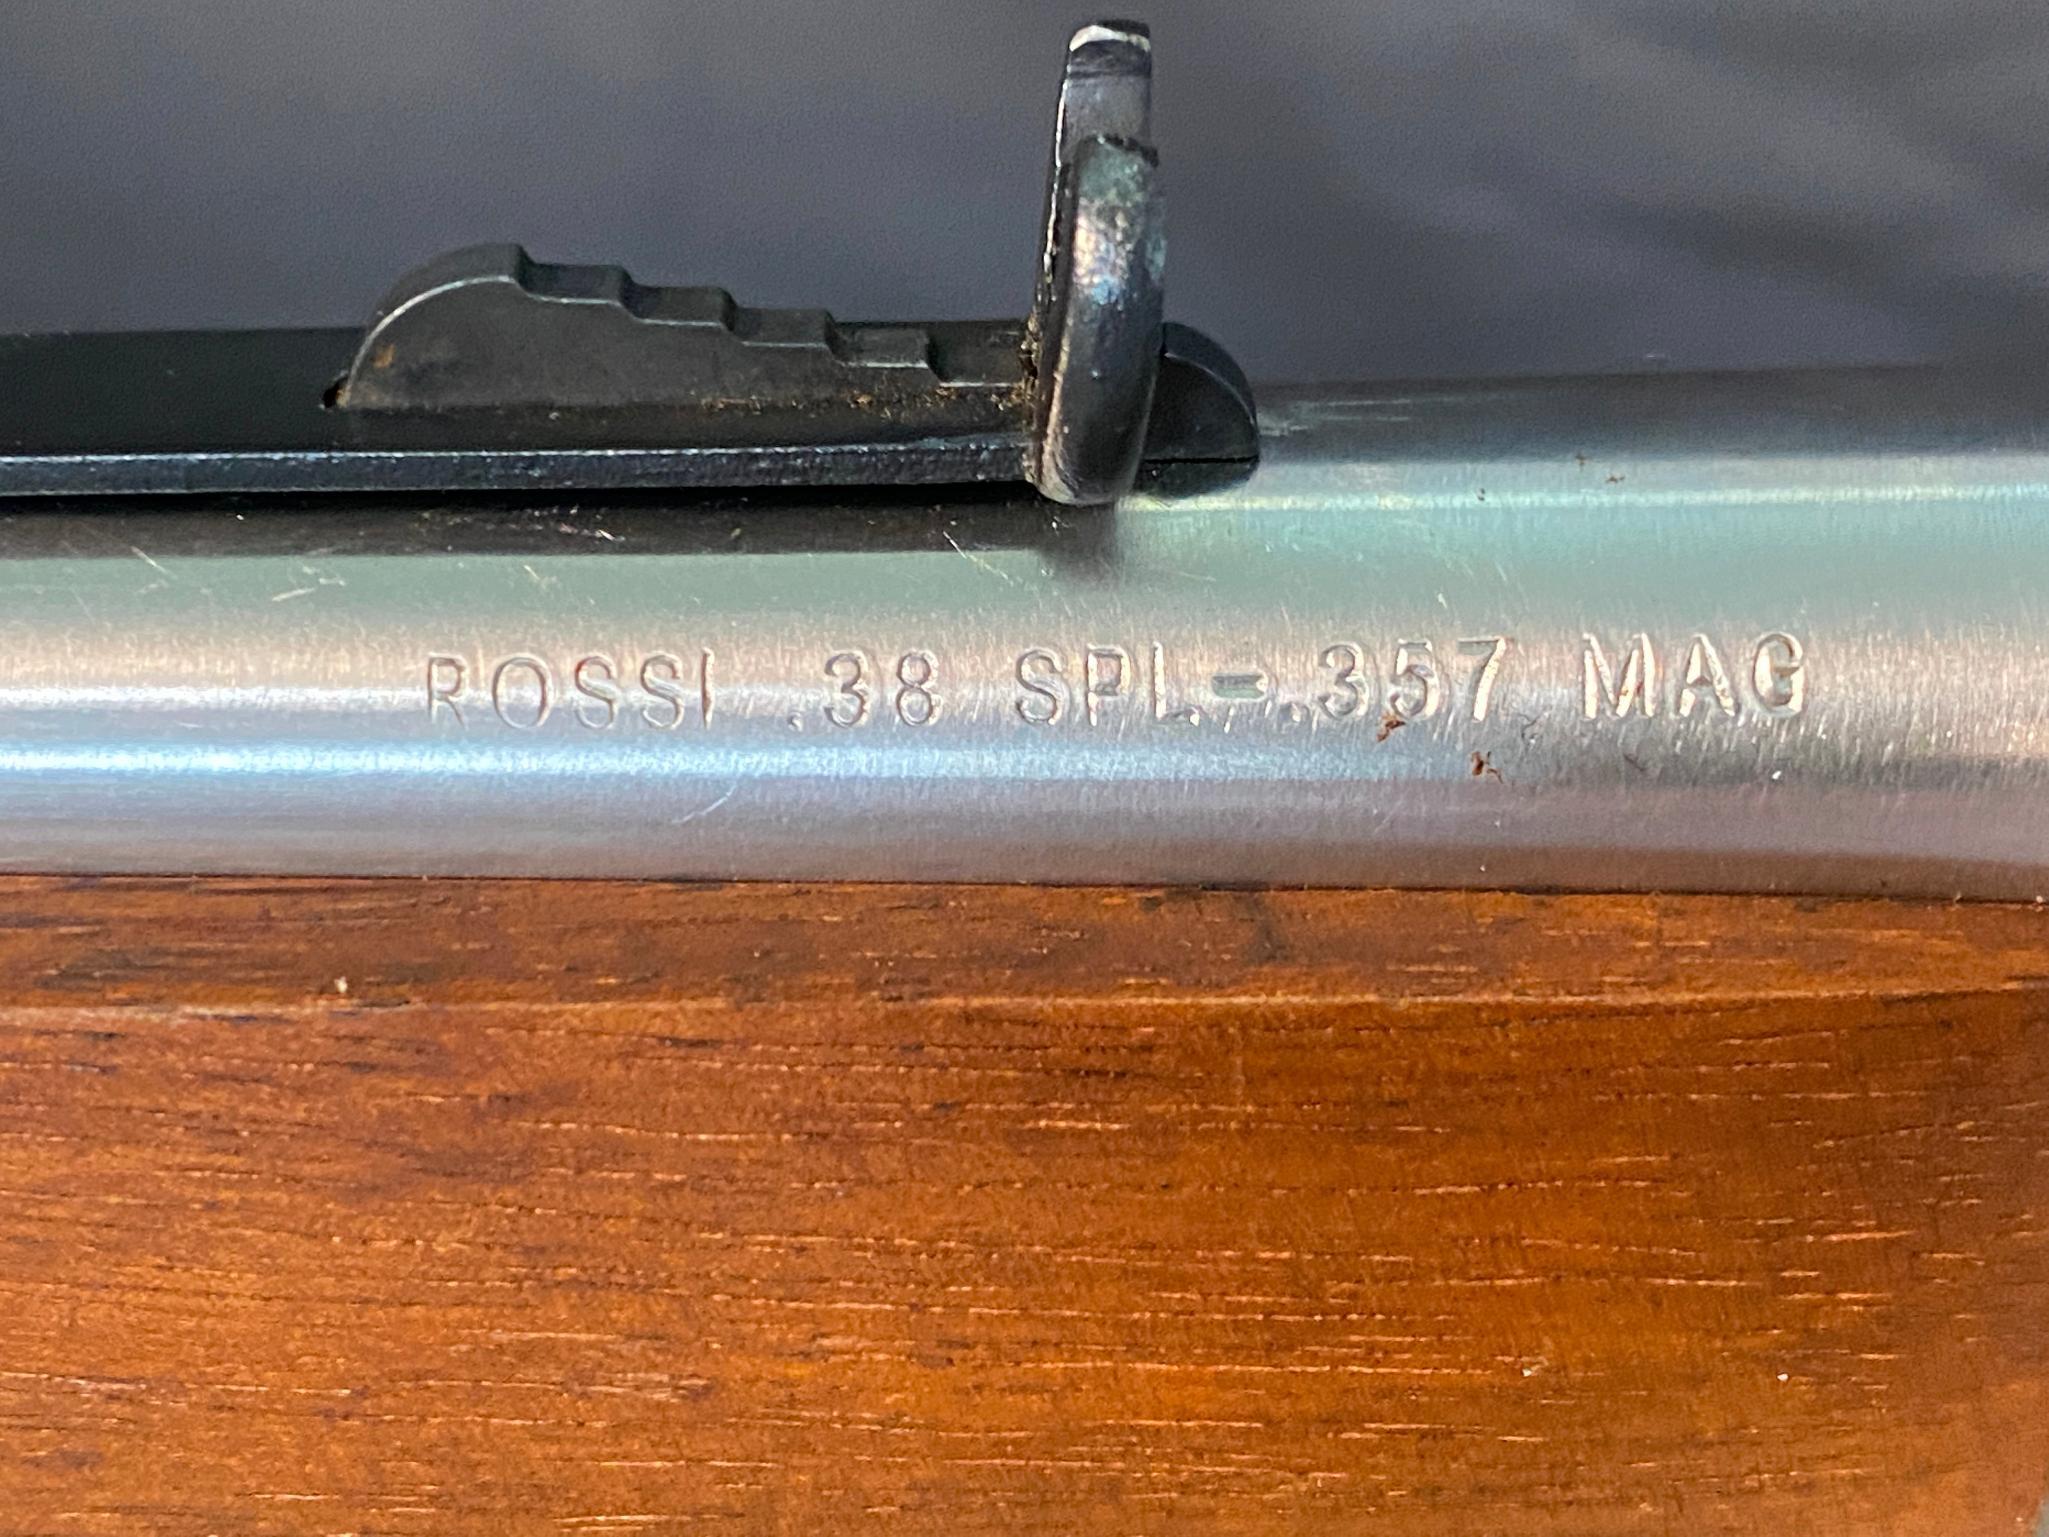 ROSSI .38 SPL.-.357 MAG